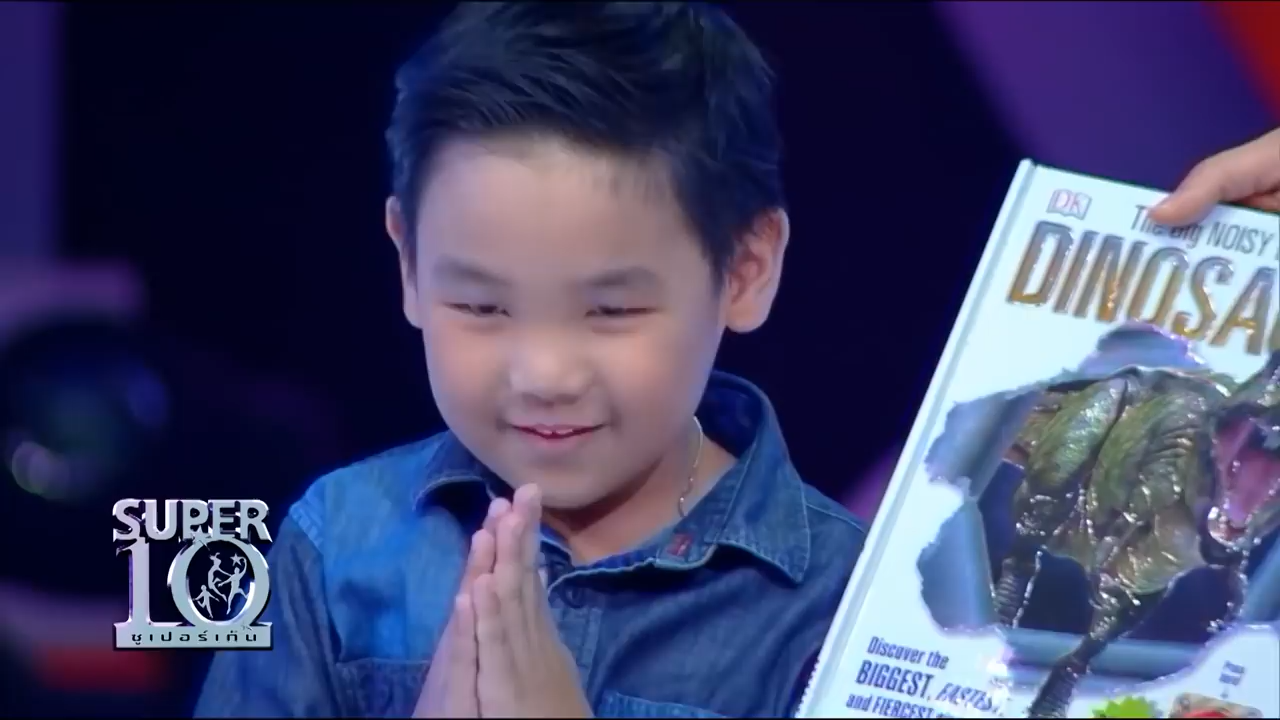 SUPER
10
ซูเปอร์เท็น
DK
The Big NOISY
DINOSA
Discover the
BIGGEST, FASTEST,
and FIERCEST